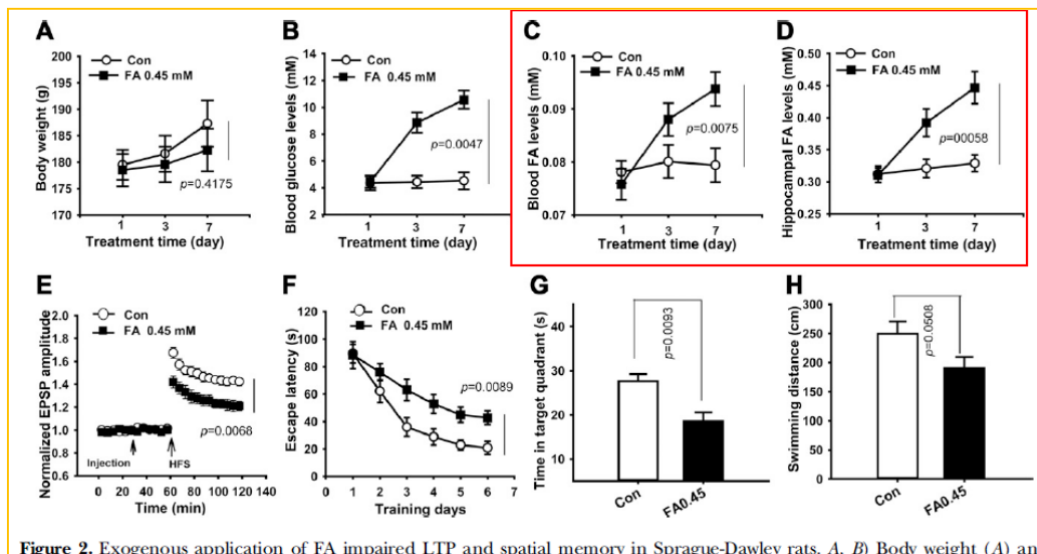 A
Con
FA 0.45 mM
Body weight (g)
200
195
190
185
180
175
170
p=0.4175
1 3 7
Treatment time (day)
B
Con
FA 0.45 mM
Blood glucose levels (mM)
14
12
10
8
6
4
2
p=0.0047
1 3 7
Treatment time (day)
C
Con
FA 0.45 mM
Blood FA levels (mM)
0.10
0.09
0.08
0.07
p=0.0075
1 3 7
Treatment time (day)
D
Con
FA 0.45 mM
Hippocampal FA levels (mM)
0.50
0.45
0.40
0.35
0.30
0.25
p=00058
1 3 7
Treatment time (day)
E
Con
FA 0.45 mM
Normalized EPSP amplitude
1.8
1.6
1.4
1.2
1.0
0.8
0.6
p=0.0068
Injection
HFS
0 20 40 60 80 100 120 140
Time (min)
F
Con
FA 0.45 mM
Escape latency (s)
120
100
80
60
40
20
0
p=0.0089
0 1 2 3 4 5 6 7
Training days
G
p=0.0093
Time in target quadrant (s)
40
30
20
Con
FA0.45
H
p=0.0508
Swimming distance (cm)
300
250
200
150
100
50
0
Con
FA0.45
Figure 2. Exogenous application of FA impaired LTP and spatial memory in Sprague-Dawley rats. A, B) Body weight (A) an